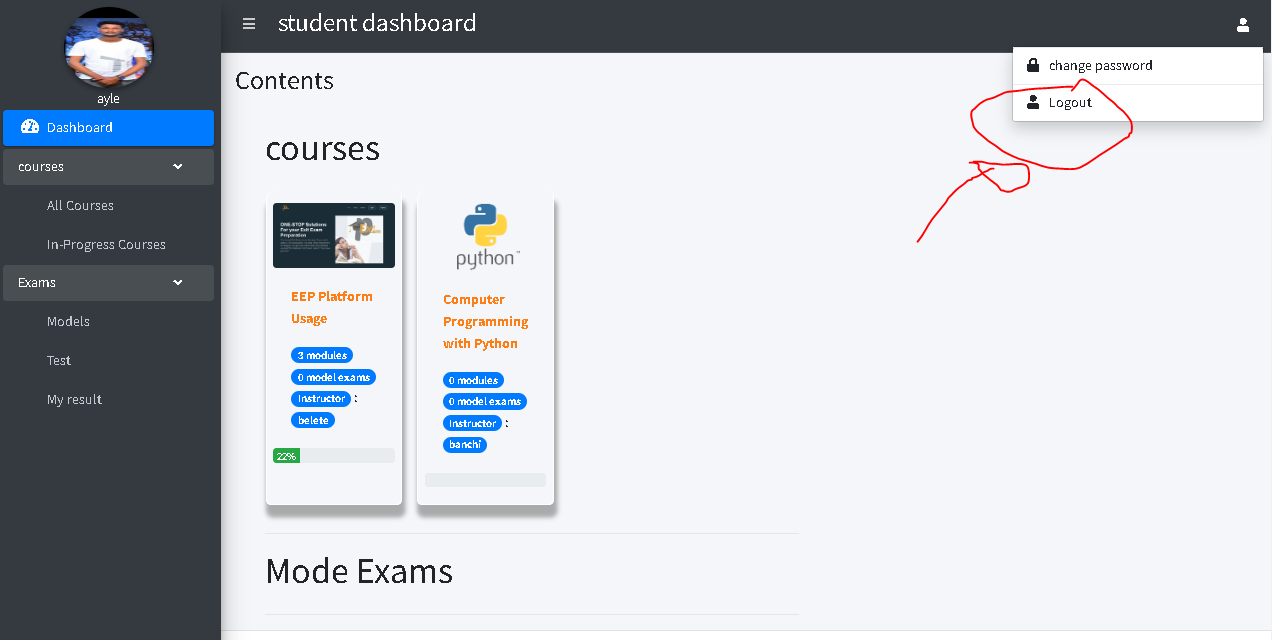 student dashboard
change password
Logout
ayle
Dashboard
courses
All Courses
In-Progress Courses
Exams
Models
Test
My result
Contents
courses
ONE-STOP Solutions
For your Exit Exam
Preparation
EEP Platform
Usage
3 modules
0 model exams
Instructor :
belete
22%
python™
Computer
Programming
with Python
0 modules
0 model exams
Instructor :
banchi
Mode Exams